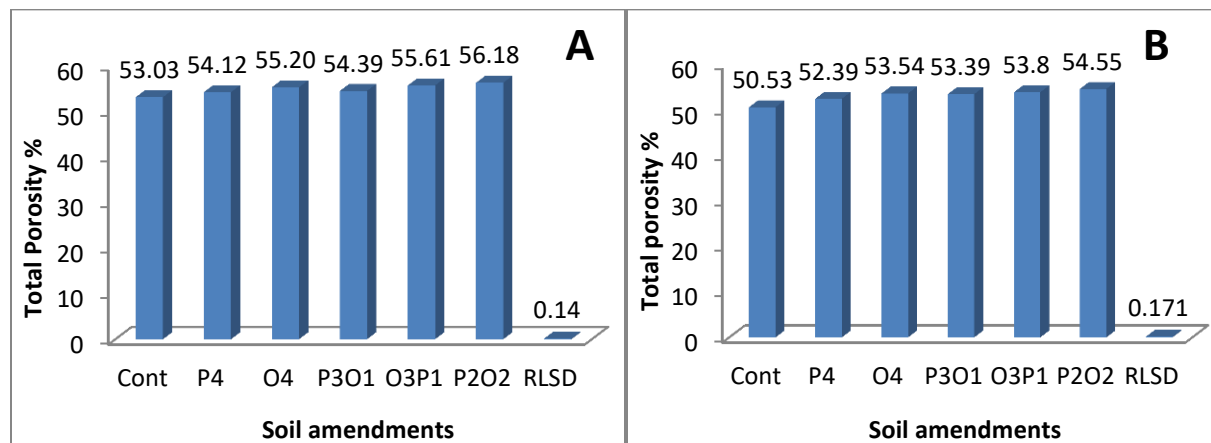 A
53.03 54.12 55.20 54.39 55.61 56.18
0.14
Total Porosity %
60
50
40
30
20
10
0
Cont P4 O4 P3O1 O3P1 P2O2 RLSD
Soil amendments
B
50.53 52.39 53.54 53.39 53.8 54.55
0.171
Total porosity %
60
50
40
30
20
10
0
Cont P4 O4 P3O1 O3P1 P2O2 RLSD
Soil amendments